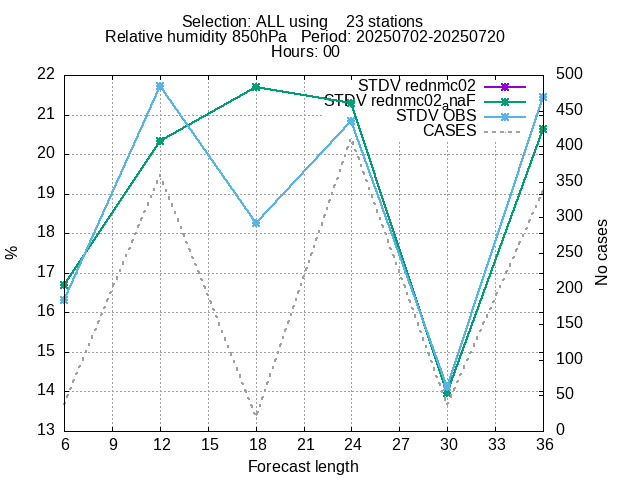 Selection: ALL using 23 stations
Relative humidity 850hPa Period: 20250702-20250720
Hours: 00
STDV rednmc02
STDV rednmc02anaF
STDV OBS
CASES
22
21
20
19
18
17
16
15
14
13
%
500
450
400
350
300
250
200
150
100
50
0
No cases
6 9 12 15 18 21 24 27 30 33 36
Forecast length